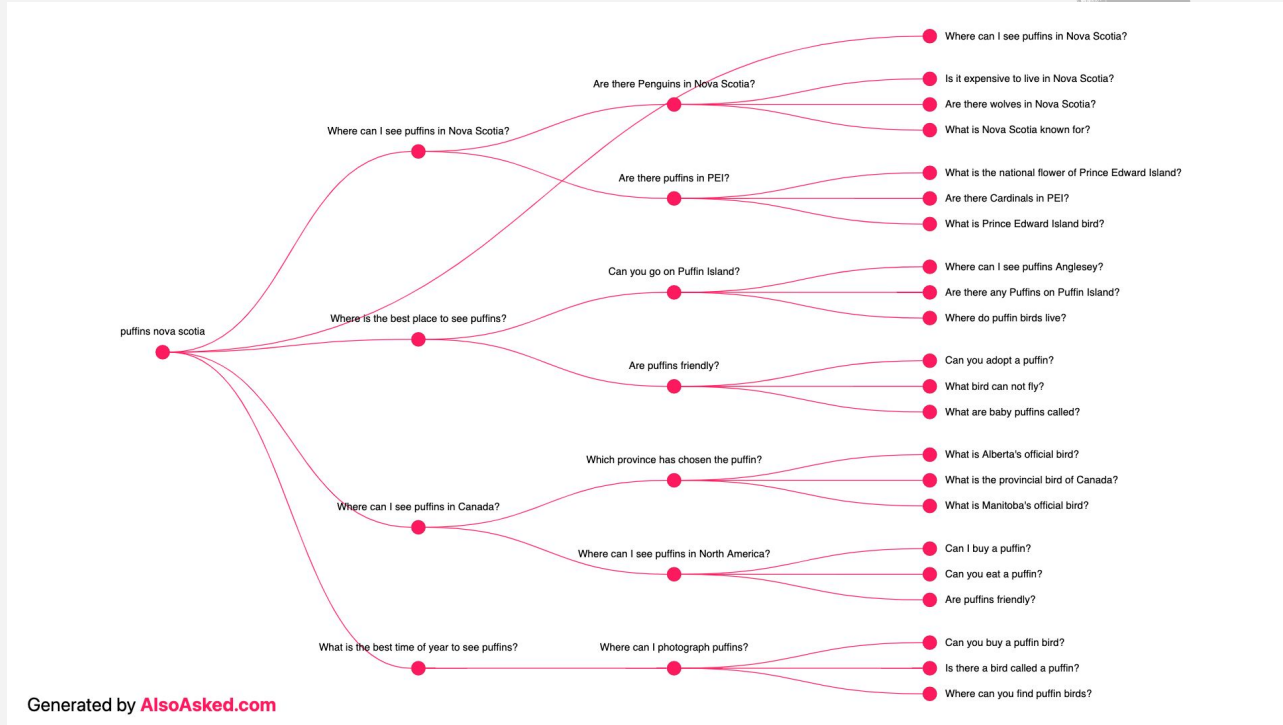 Where can I see puffins in Nova Scotia?
Are there Penguins in Nova Scotia?
Is it expensive to live in Nova Scotia?
Are there wolves in Nova Scotia?
What is Nova Scotia known for?
Where can I see puffins in Nova Scotia?
Are there puffins in PEI?
What is the national flower of Prince Edward Island?
Are there Cardinals in PEI?
What is Prince Edward Island bird?
puffins nova scotia
Where is the best place to see puffins?
Can you go on Puffin Island?
Where can I see puffins Anglesey?
Are there any Puffins on Puffin Island?
Where do puffin birds live?
Are puffins friendly?
Can you adopt a puffin?
What bird can not fly?
What are baby puffins called?
Where can I see puffins in Canada?
Which province has chosen the puffin?
What is Alberta's official bird?
What is the provincial bird of Canada?
What is Manitoba's official bird?
Where can I see puffins in North America?
Can I buy a puffin?
Can you eat a puffin?
Are puffins friendly?
What is the best time of year to see puffins?
Where can I photograph puffins?
Can you buy a puffin bird?
Is there a bird called a puffin?
Where can you find puffin birds?
Generated by AlsoAsked.com